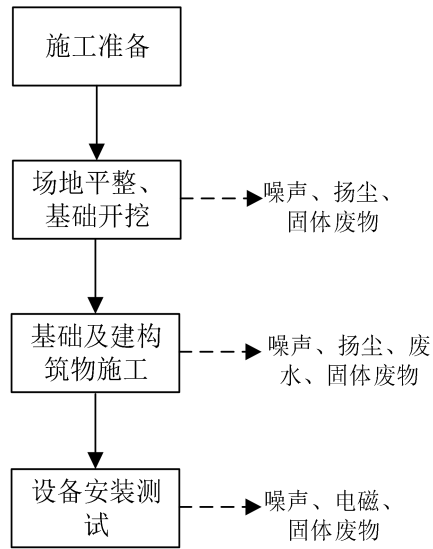 施工准备
场地平整、
基础开挖
噪声、扬尘、
固体废物
基础及建构
筑物施工
噪声、扬尘、废
水、固体废物
设备安装测
试
噪声、电磁、
固体废物